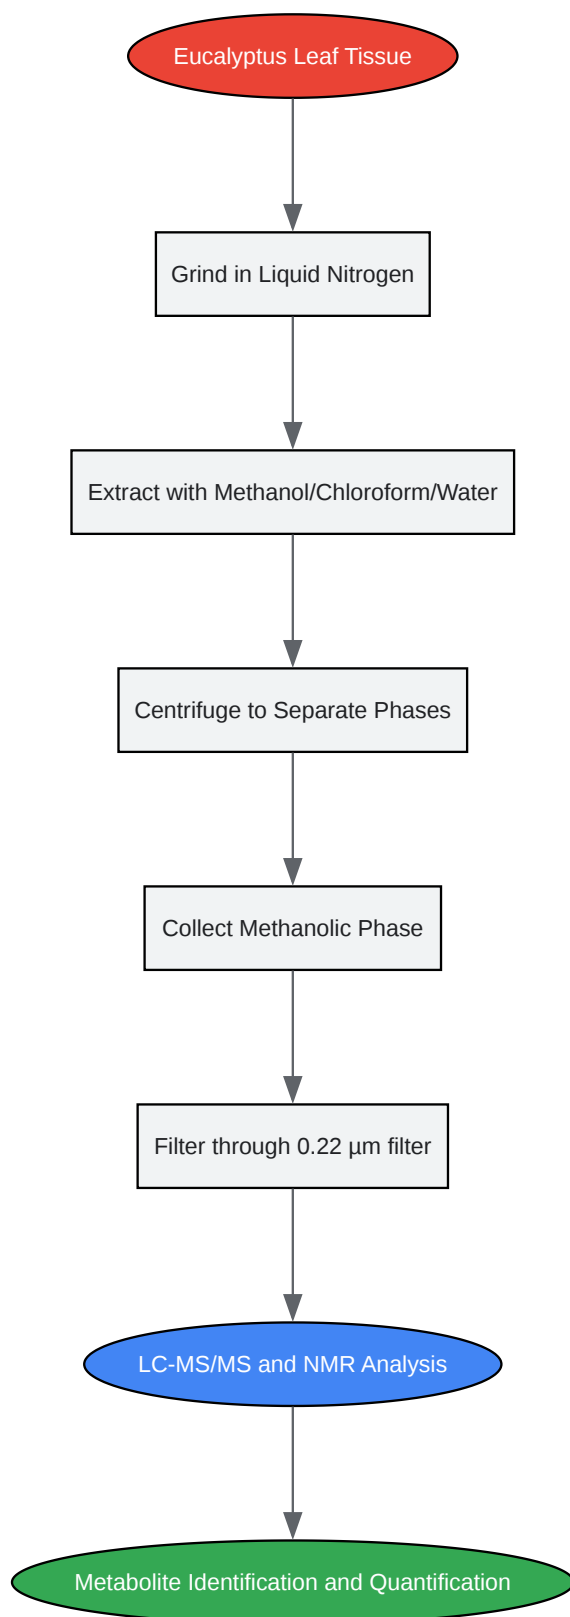 Eucalyptus Leaf Tissue
Grind in Liquid Nitrogen
Extract with Methanol/Chloroform/Water
Centrifuge to Separate Phases
Collect Methanolic Phase
Filter through 0.22 µm filter
LC-MS/MS and NMR Analysis
Metabolite Identification and Quantification